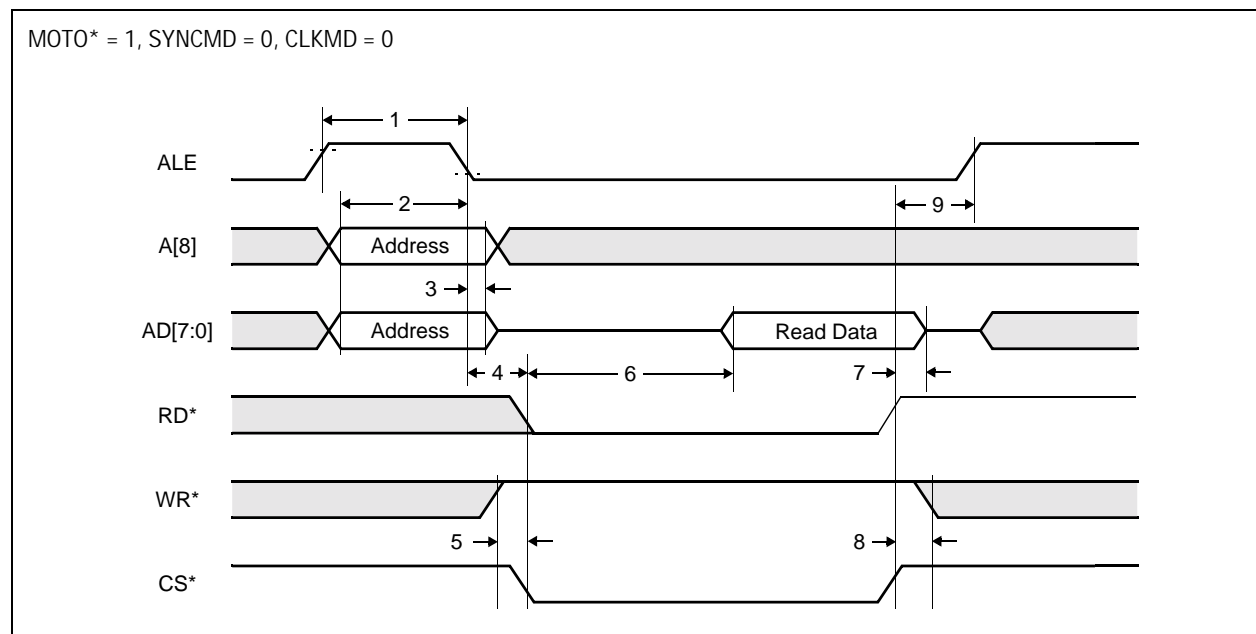 MOTO* = 1, SYNCMD = 0, CLKMD = 0
1
ALE
2
9
A[8]
Address
3
AD[7:0]
Address
Read Data
4
6
7
RD*
WR*
5
8
CS*